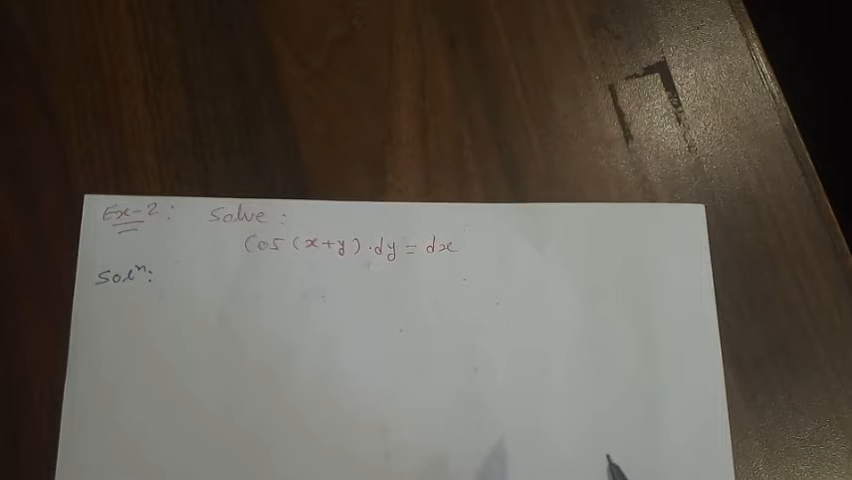 Ex-2: Solve:
Cos(x+y).dy = dx
Solⁿ: